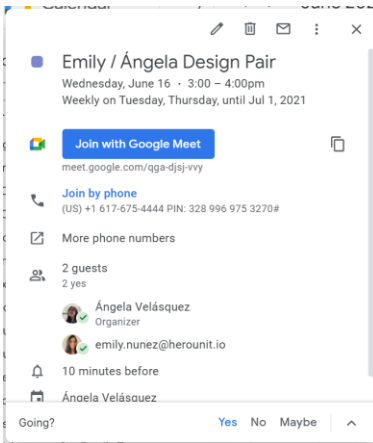 Calendar
June 202
Emily / Ángela Design Pair
Wednesday, June 16 · 3:00 – 4:00pm
Weekly on Tuesday, Thursday, until Jul 1, 2021
Join with Google Meet
meet.google.com/qga-djsj-vvy
Join by phone
(US) +1 617-675-4444 PIN: 328 996 975 3270#
More phone numbers
2 guests
2 yes
Ángela Velásquez
Organizer
emily.nunez@herounit.io
10 minutes before
Ángela Velásquez
Going?
Yes No Maybe